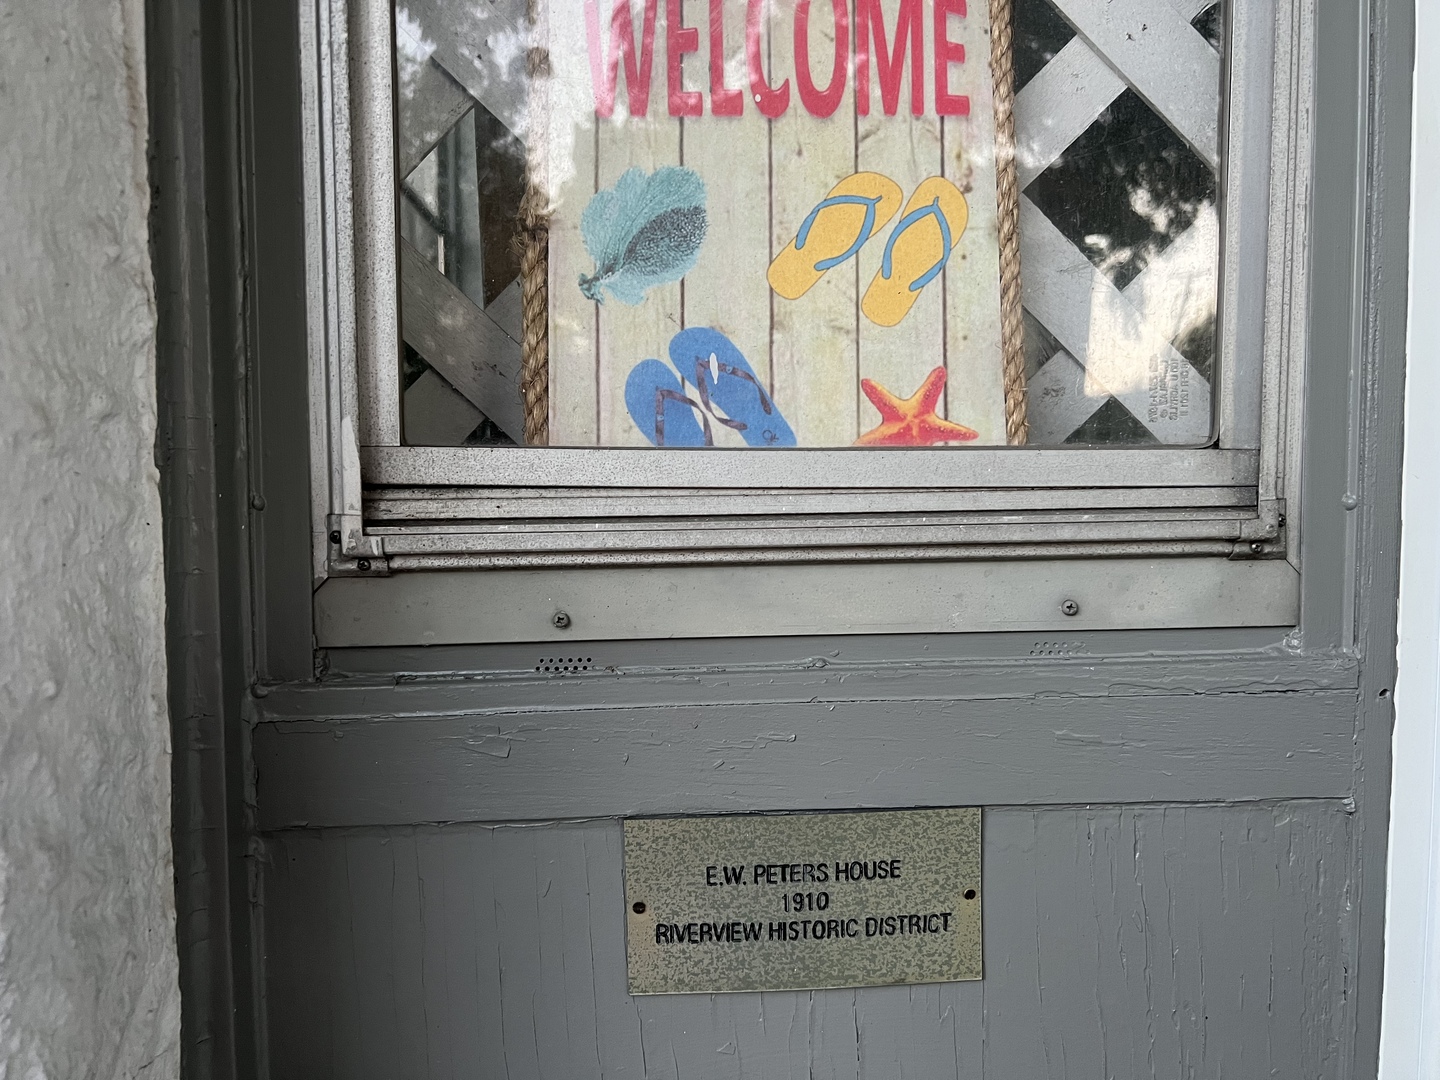 WELCOME
E.W. PETERS HOUSE
1910
RIVERVIEW HISTORIC DISTRICT